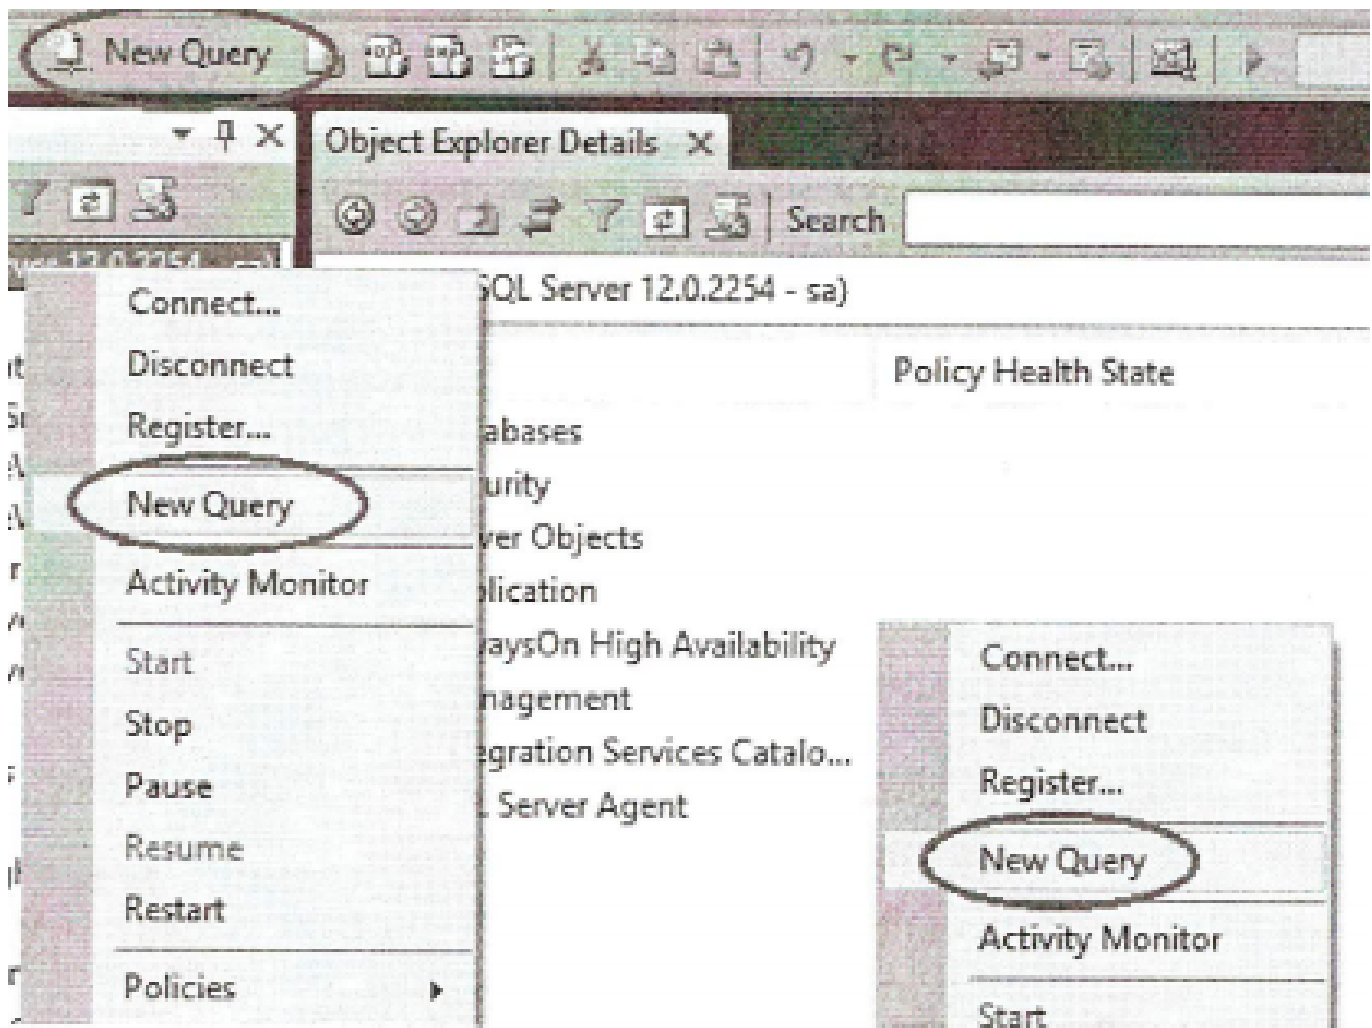 New Query
Object Explorer Details
Search
SQL Server 12.0.2254 - sa)
Policy Health State
Connect...
Disconnect
Register...
New Query
Activity Monitor
Start
Stop
Pause
Resume
Restart
Policies
abases
urity
ver Objects
lication
waysOn High Availability
nagement
egration Services Catalo...
Server Agent
Connect...
Disconnect
Register...
New Query
Activity Monitor
Start